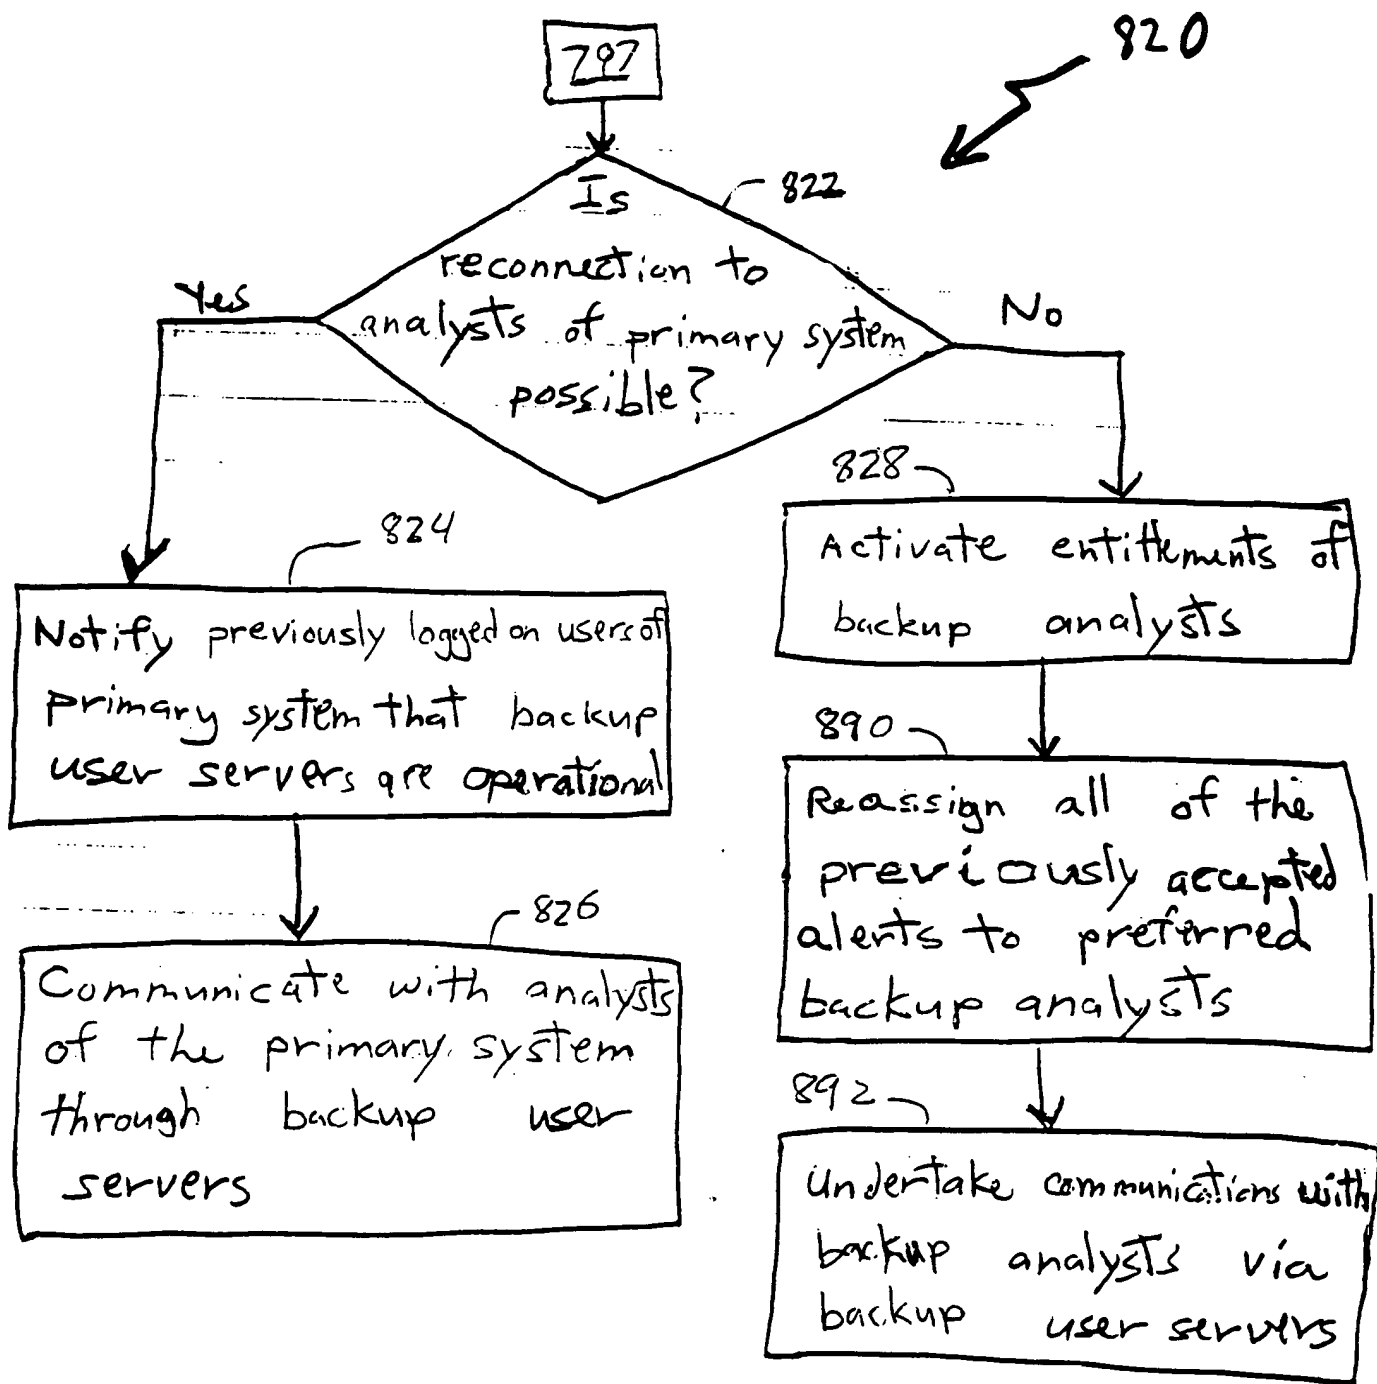 820
797
822
Is
reconnection to
analysts of primary system
possible?
Yes
No
824
Notify previously logged on users of
primary system that backup
user servers are operational
826
Communicate with analysts
of the primary system
through backup user
servers
828
Activate entitlements of
backup analysts
890
Reassign all of the
previously accepted
alerts to preferred
backup analysts
892
Undertake communications with
backup analysts via
backup user servers